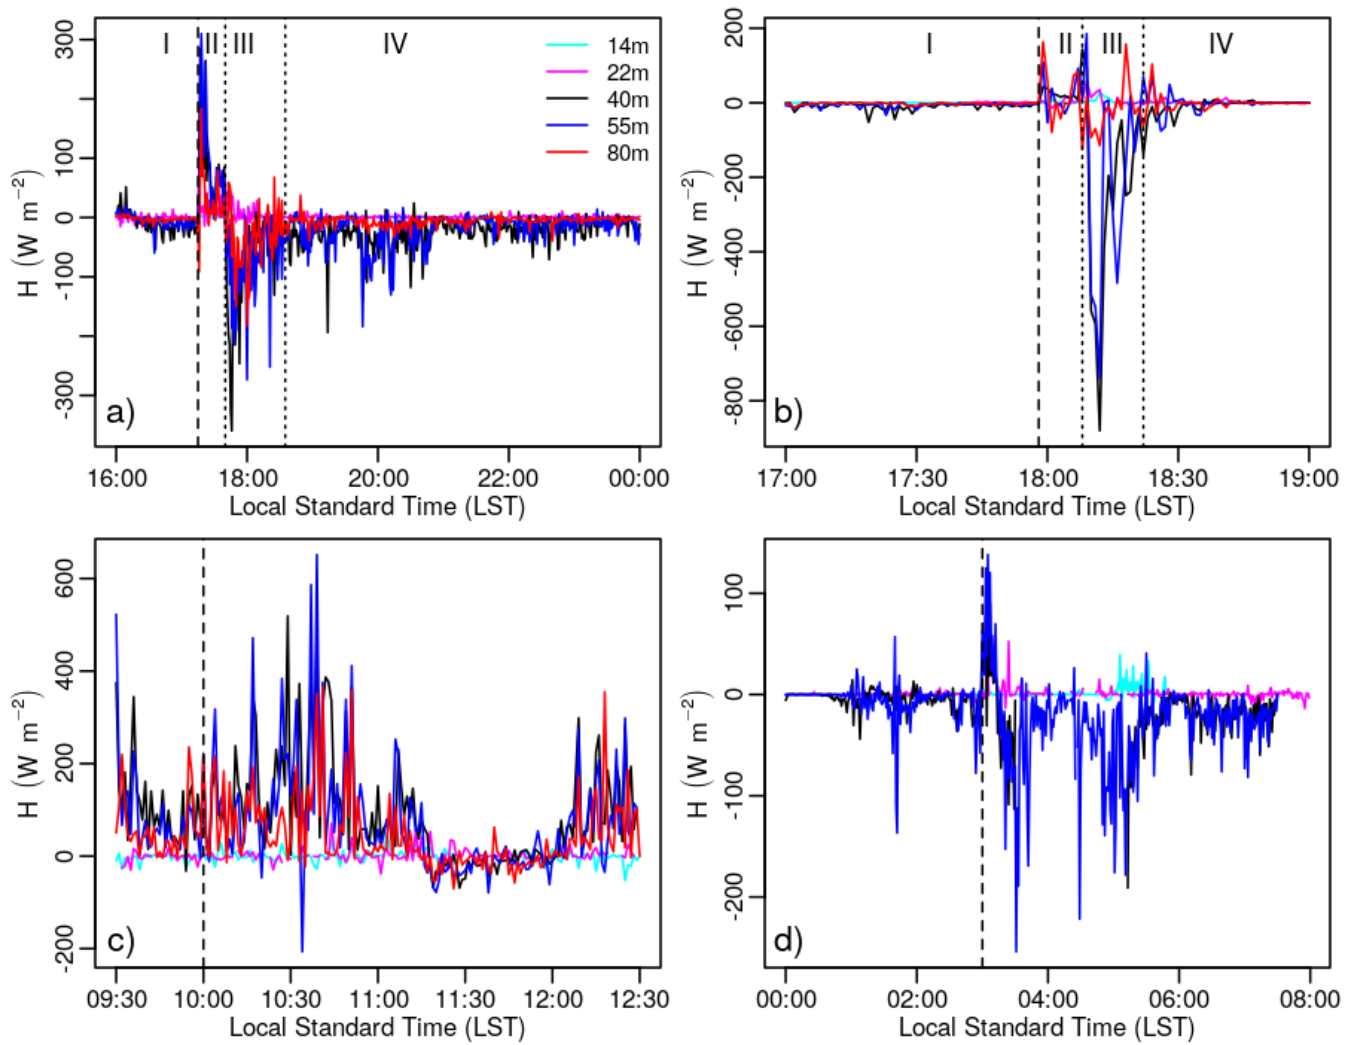 I II III IV
14m
22m
40m
55m
80m
300
100
0
-100
-300
H (W m⁻²)
a)
16:00 18:00 20:00 22:00 00:00
Local Standard Time (LST)
I II III IV
200
0
-200
-400
-600
-800
H (W m⁻²)
b)
17:00 17:30 18:00 18:30 19:00
Local Standard Time (LST)
600
400
200
0
-200
H (W m⁻²)
c)
09:30 10:00 10:30 11:00 11:30 12:00 12:30
Local Standard Time (LST)
100
0
-100
-200
H (W m⁻²)
d)
00:00 02:00 04:00 06:00 08:00
Local Standard Time (LST)